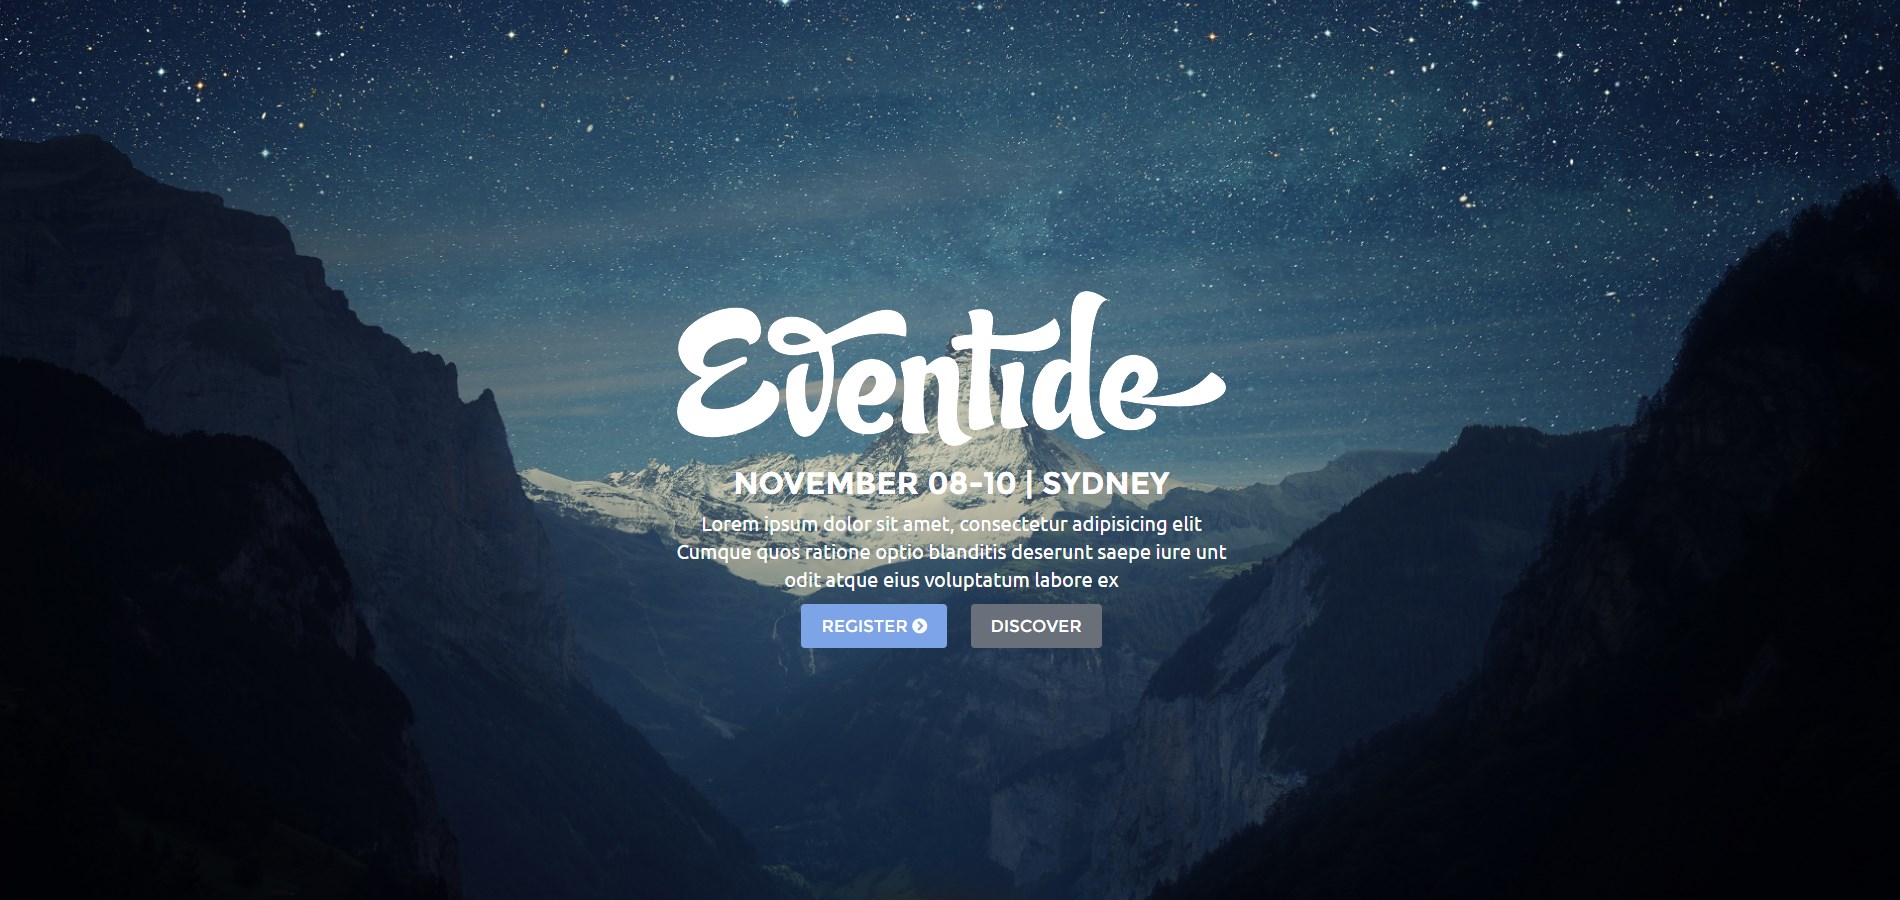 Eventide
NOVEMBER 08-10 | SYDNEY
Lorem ipsum dolor sit amet, consectetur adipisicing elit
Cumque quos ratione optio blanditis deserunt saepe iure unt
odit atque eius voluptatum labore ex
REGISTER
DISCOVER